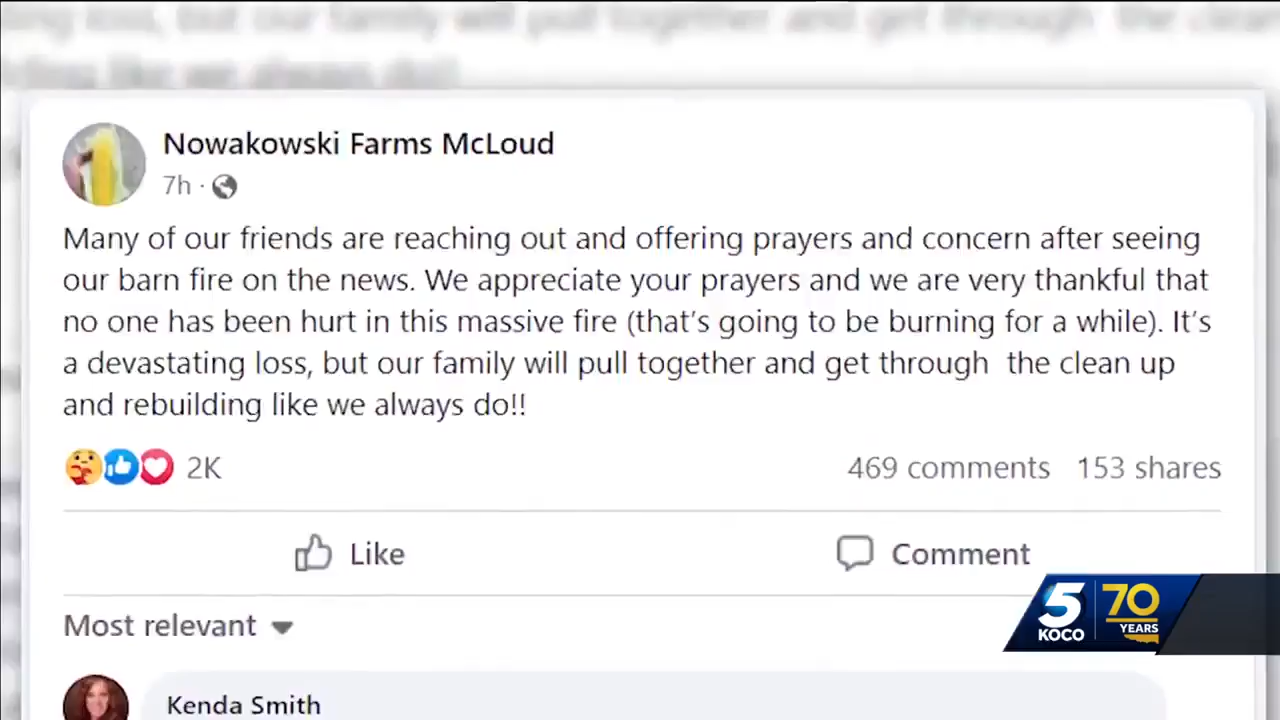 Nowakowski Farms McLoud
7h ·
Many of our friends are reaching out and offering prayers and concern after seeing
our barn fire on the news. We appreciate your prayers and we are very thankful that
no one has been hurt in this massive fire (that's going to be burning for a while). It's
a devastating loss, but our family will pull together and get through  the clean up
and rebuilding like we always do!!
2K
469 comments 153 shares
Like
Comment
Most relevant
5 70
KOCO YEARS
Kenda Smith